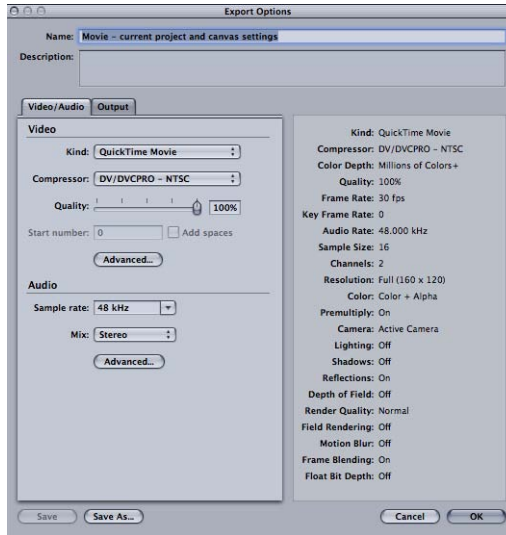 Export Options
Name: Movie – current project and canvas settings
Description:
Video/Audio Output
Video
Kind: QuickTime Movie
Compressor: DV/DVCPRO – NTSC
Quality: 100%
Start number: 0 Add spaces
Advanced...
Audio
Sample rate: 48 kHz
Mix: Stereo
Advanced...
Kind: QuickTime Movie
Compressor: DV/DVCPRO – NTSC
Color Depth: Millions of Colors+
Quality: 100%
Frame Rate: 30 fps
Key Frame Rate: 0
Audio Rate: 48.000 kHz
Sample Size: 16
Channels: 2
Resolution: Full (160 x 120)
Color: Color + Alpha
Premultiply: On
Camera: Active Camera
Lighting: Off
Shadows: Off
Reflections: On
Depth of Field: Off
Render Quality: Normal
Field Rendering: Off
Motion Blur: Off
Frame Blending: On
Float Bit Depth: Off
Save Save As... Cancel OK